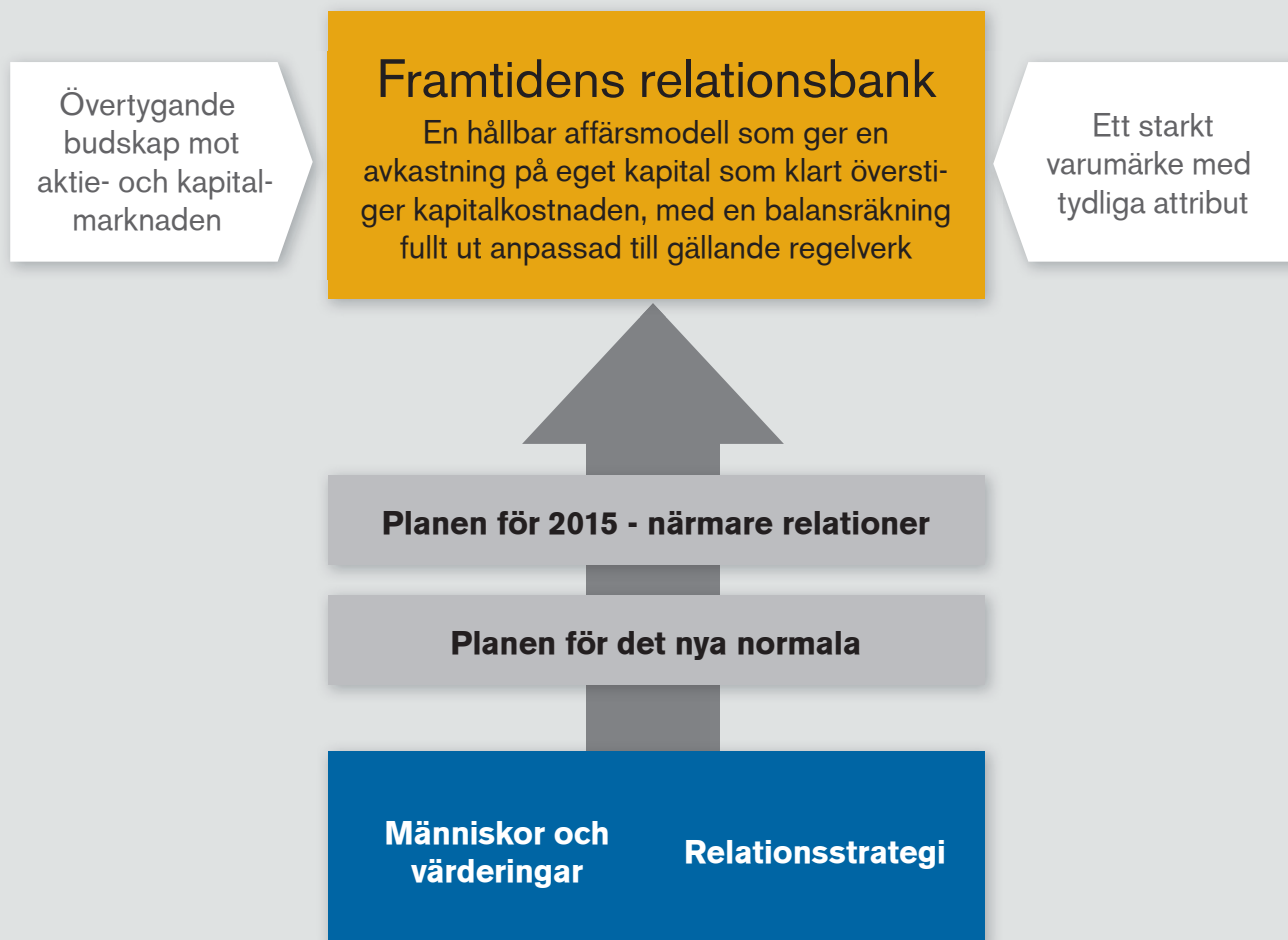 Övertygande
budskap mot
aktie- och kapital-
marknaden
Framtidens relationsbank
En hållbar affärsmodell som ger en
avkastning på eget kapital som klart översti-
ger kapitalkostnaden, med en balansräkning
fullt ut anpassad till gällande regelverk
Ett starkt
varumärke med
tydliga attribut
Planen för 2015 - närmare relationer
Planen för det nya normala
Människor och
värderingar
Relationsstrategi